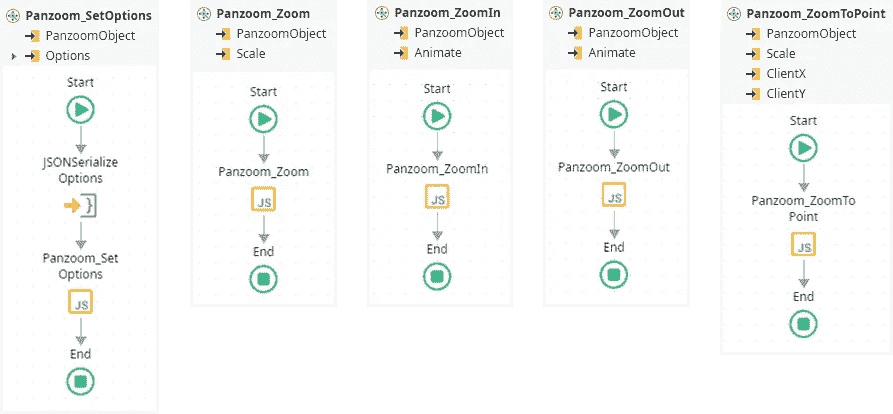 Panzoom_SetOptions
PanzoomObject
Options
Start
JSONSerialize
Options
Panzoom_Set
Options
JS
End
Panzoom_Zoom
PanzoomObject
Scale
Start
Panzoom_Zoom
JS
End
Panzoom_ZoomIn
PanzoomObject
Animate
Start
Panzoom_ZoomIn
JS
End
Panzoom_ZoomOut
PanzoomObject
Animate
Start
Panzoom_ZoomOut
JS
End
Panzoom_ZoomToPoint
PanzoomObject
Scale
ClientX
ClientY
Start
Panzoom_ZoomTo
Point
JS
End